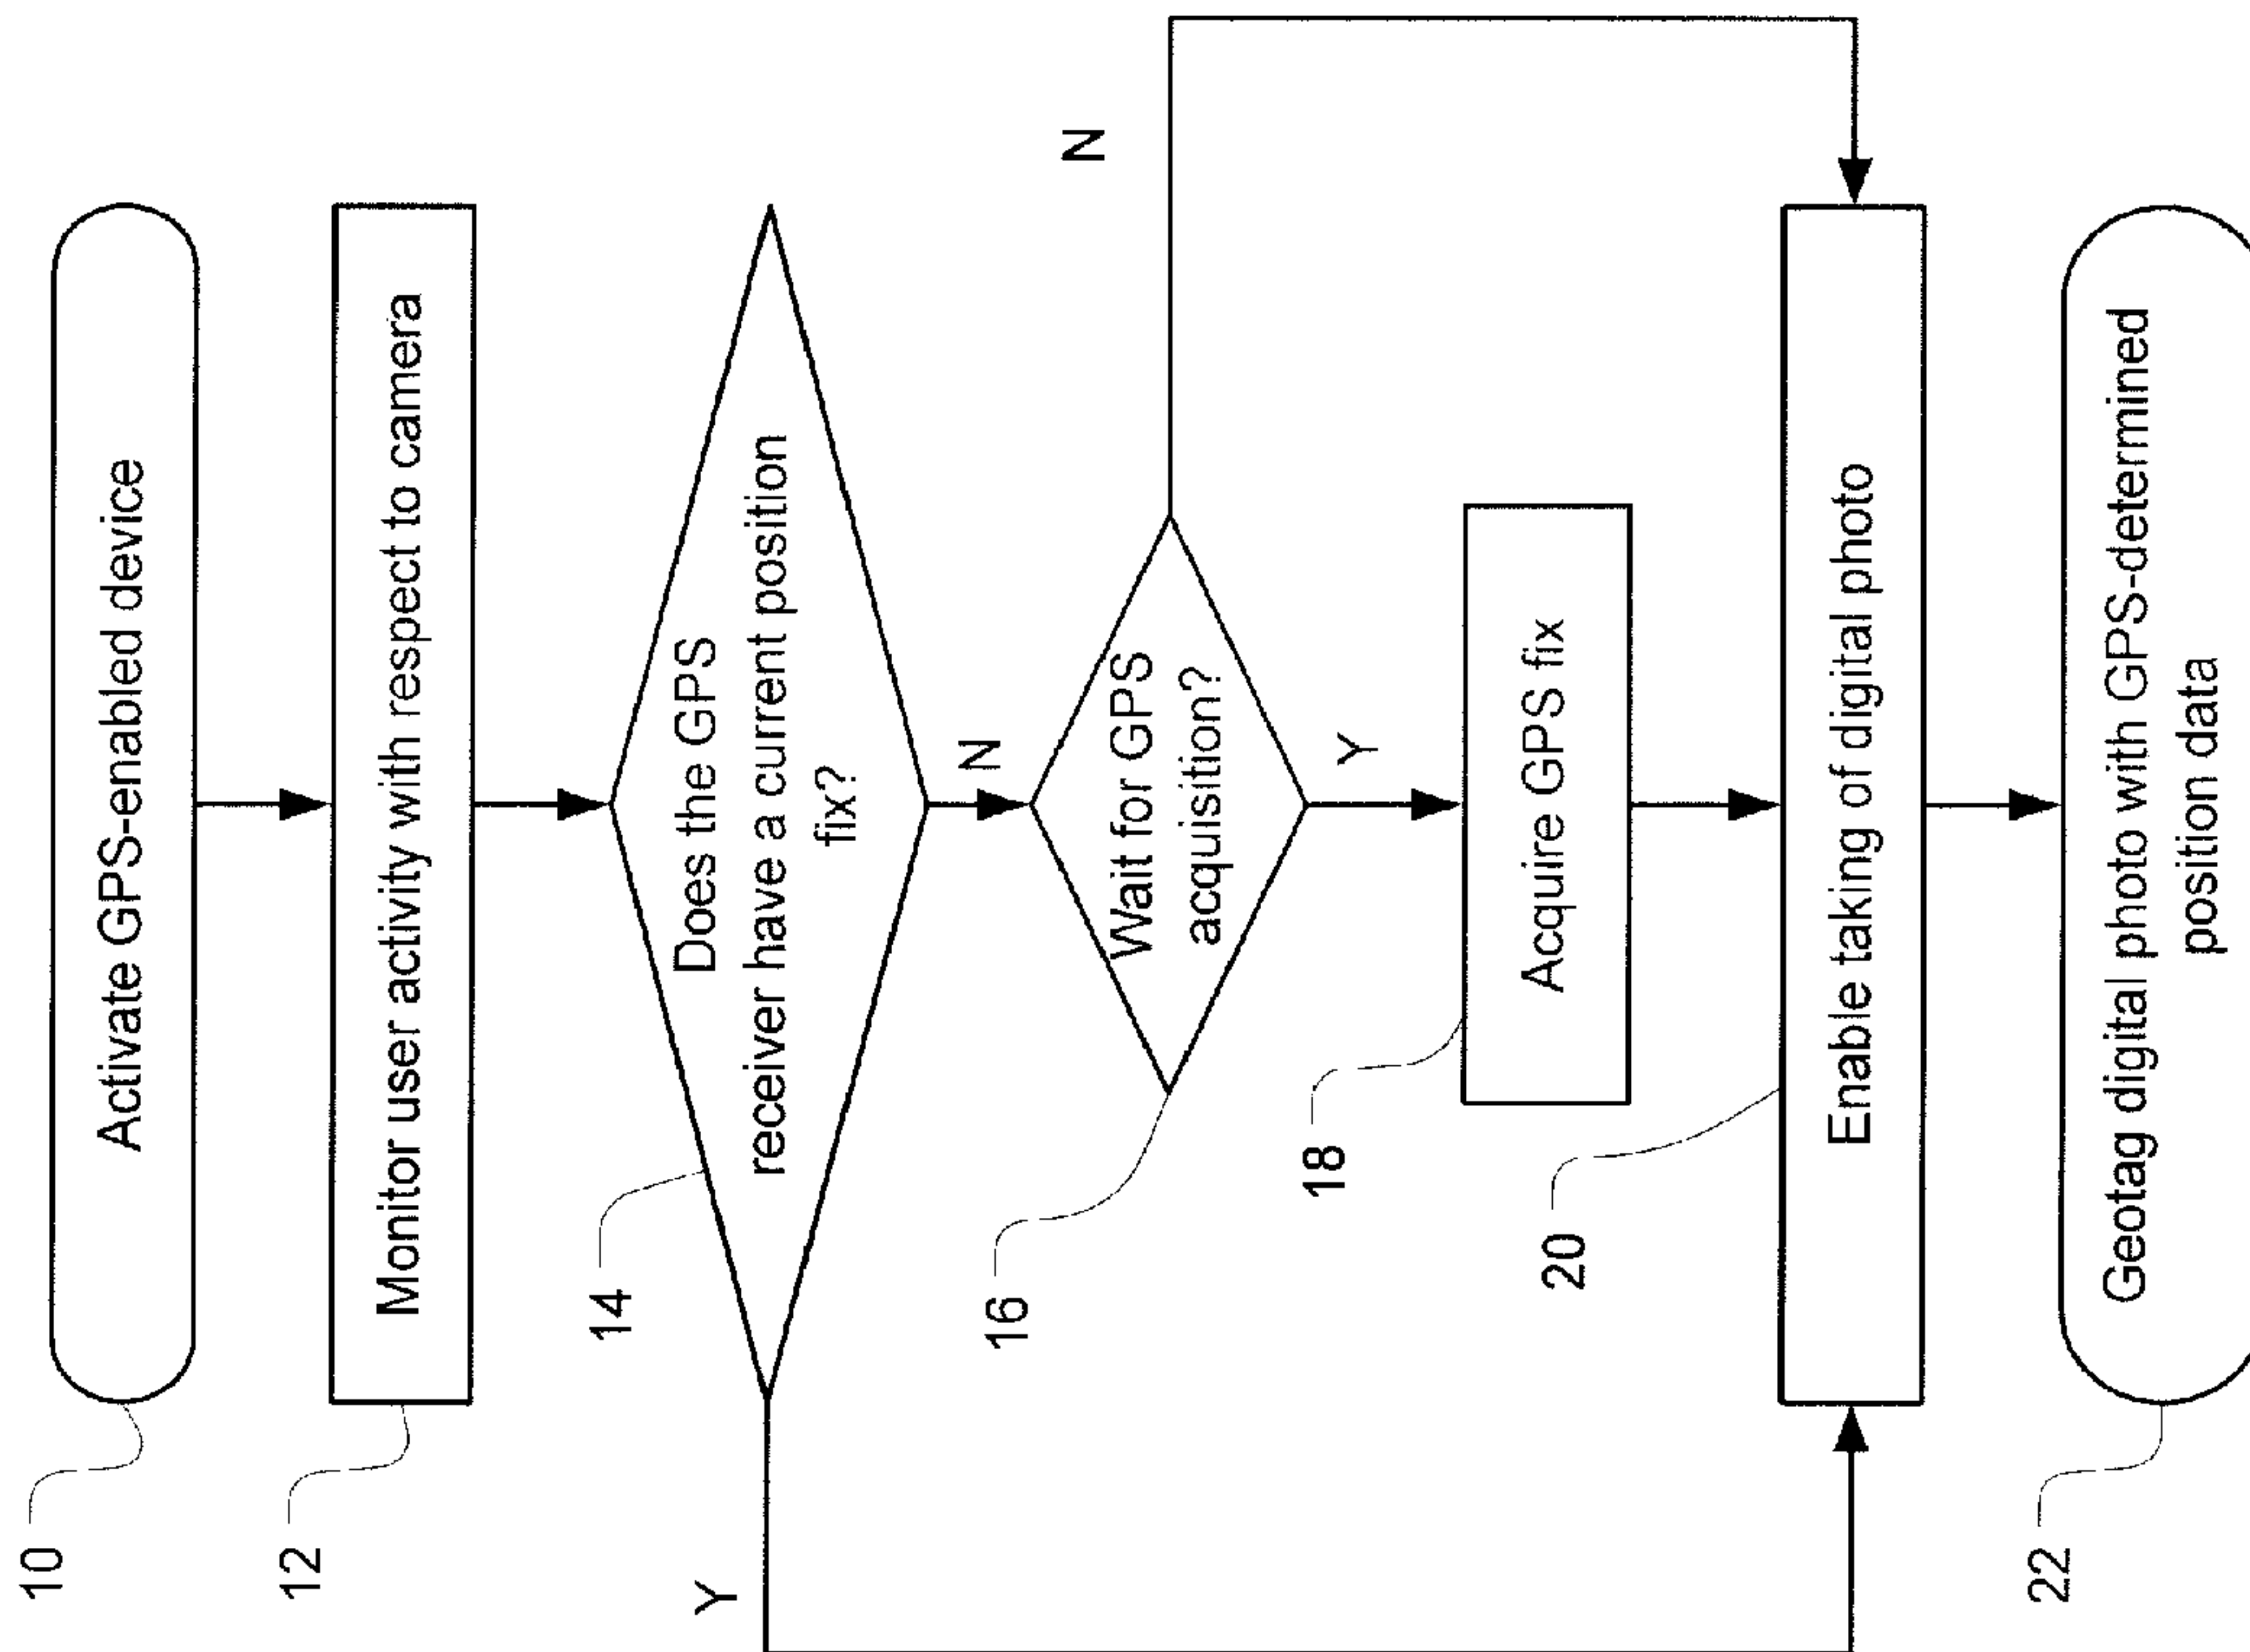 10
Activate GPS-enabled device
12
Monitor user activity with respect to camera
14
Does the GPS
receiver have a current position
fix?
Y
N
16
Wait for GPS
acquisition?
N
Y
18
Acquire GPS fix
20
Enable taking of digital photo
22
Geotag digital photo with GPS-determined
position data